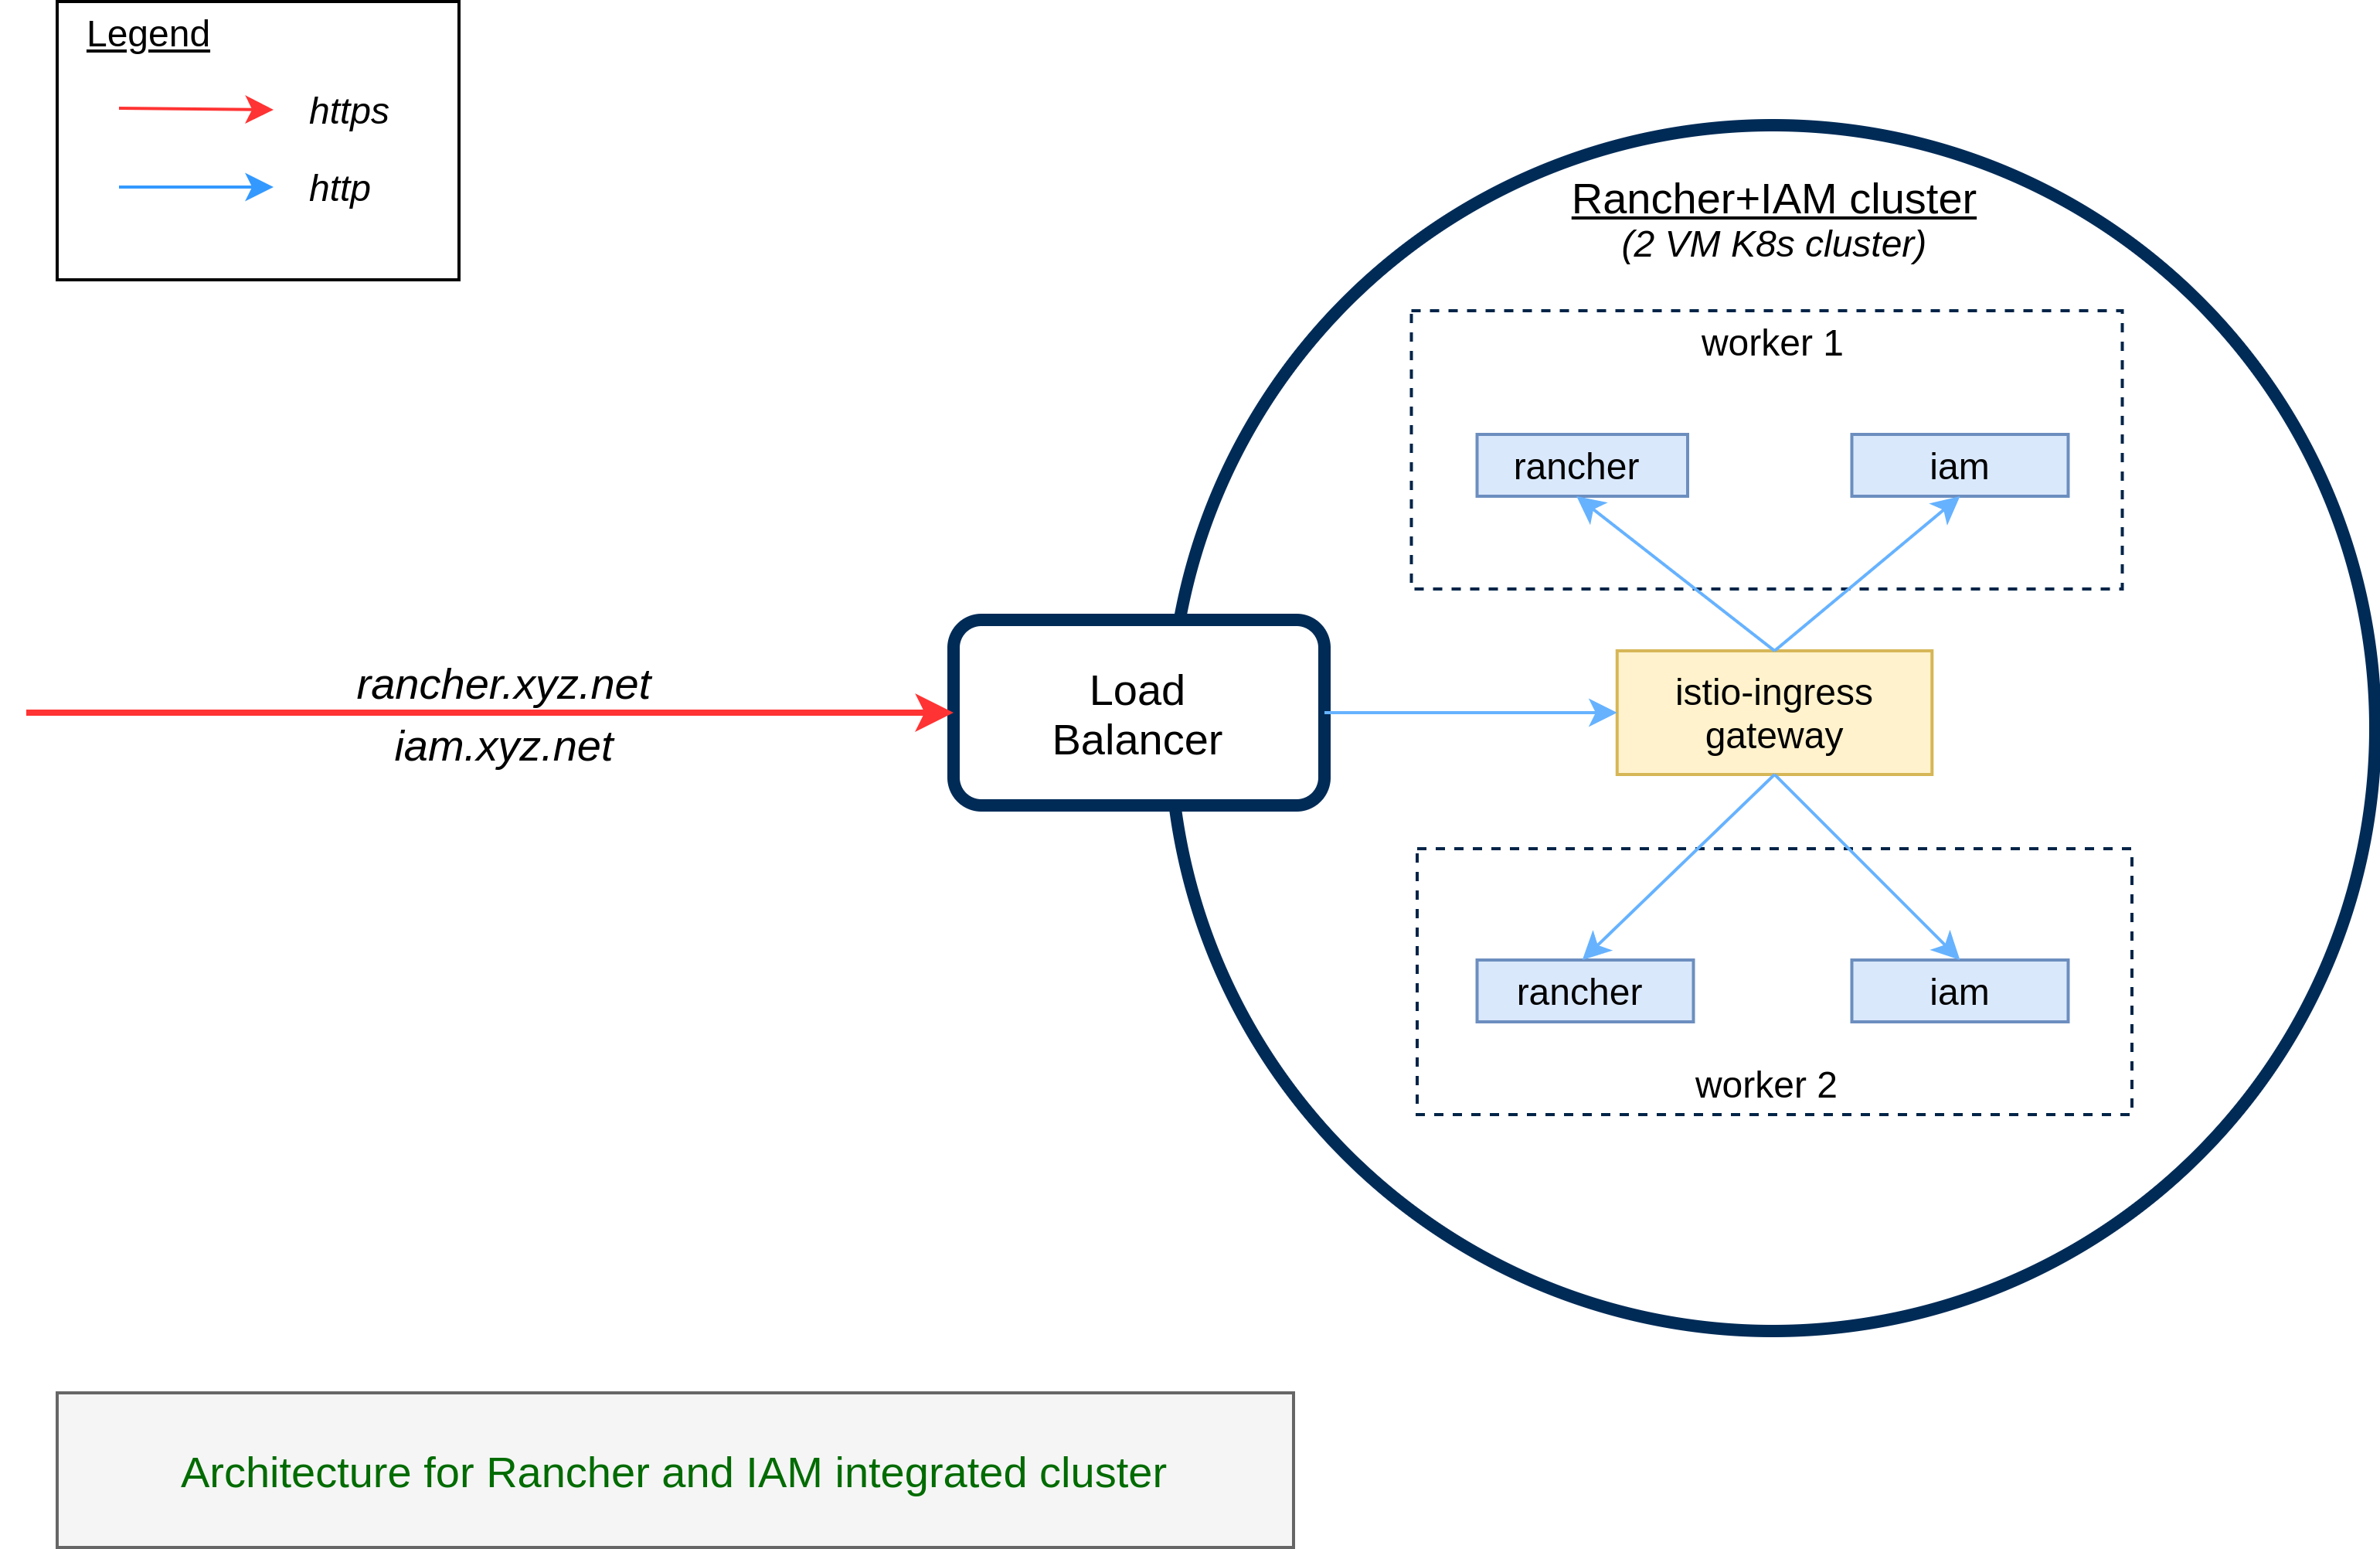 Legend
https
http
Rancher+IAM cluster
(2 VM K8s cluster)
worker 1
rancher
iam
rancher.xyz.net
iam.xyz.net
Load
Balancer
istio-ingress
gateway
rancher
iam
worker 2
Architecture for Rancher and IAM integrated cluster